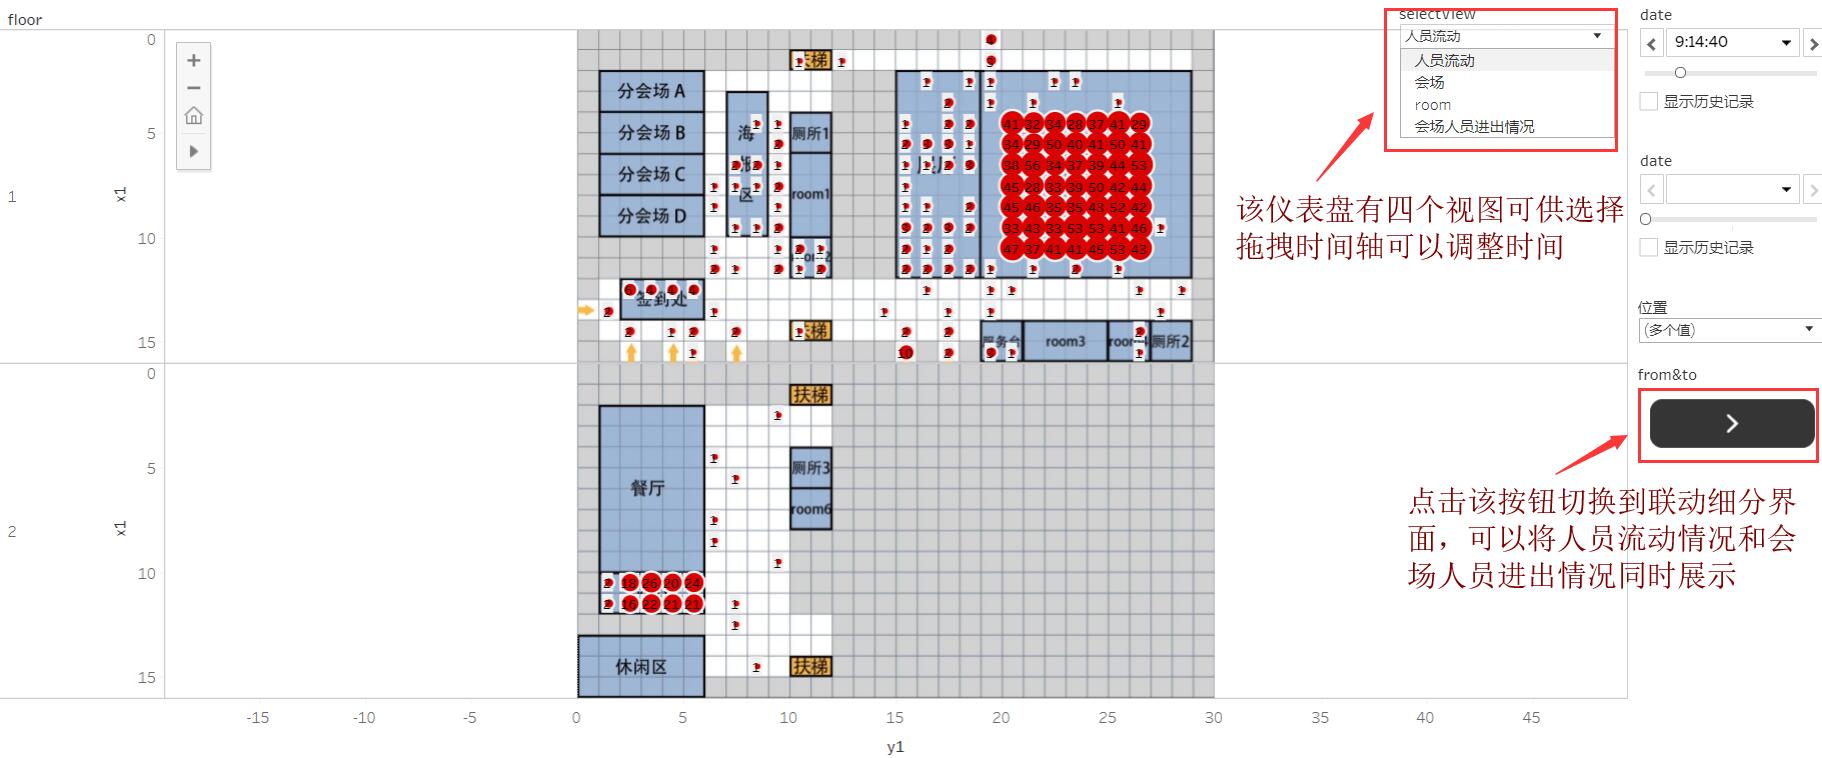 floor
selectView
date
人员流动
人员流动
会场
room
会场人员进出情况
9:14:40
显示历史记录
date
显示历史记录
该仪表盘有四个视图可供选择
拖拽时间轴可以调整时间
位置
(多个值)
from&to
点击该按钮切换到联动细分界
面，可以将人员流动情况和会
场人员进出情况同时展示
1
x1
0
5
10
15
分会场 A
分会场 B
分会场 C
分会场 D
海
报
区
扶梯
厕所1
room1
room2
签到处
扶梯
展厅
41 32 34 28 37 41 29
34 29 50 40 41 50 41
38 56 34 37 39 44 53
45 28 33 39 50 42 44
45 46 35 35 43 52 42
33 43 33 53 53 41 46
47 37 41 41 45 53 43
6 4 4 4
10
服务台
room3
room4
厕所2
2
x1
0
5
10
15
扶梯
餐厅
厕所3
room6
2 18 26 20 24
2 16 22 21 21
休闲区
扶梯
-15 -10 -5 0 5 10 15 20 25 30 35 40 45
y1